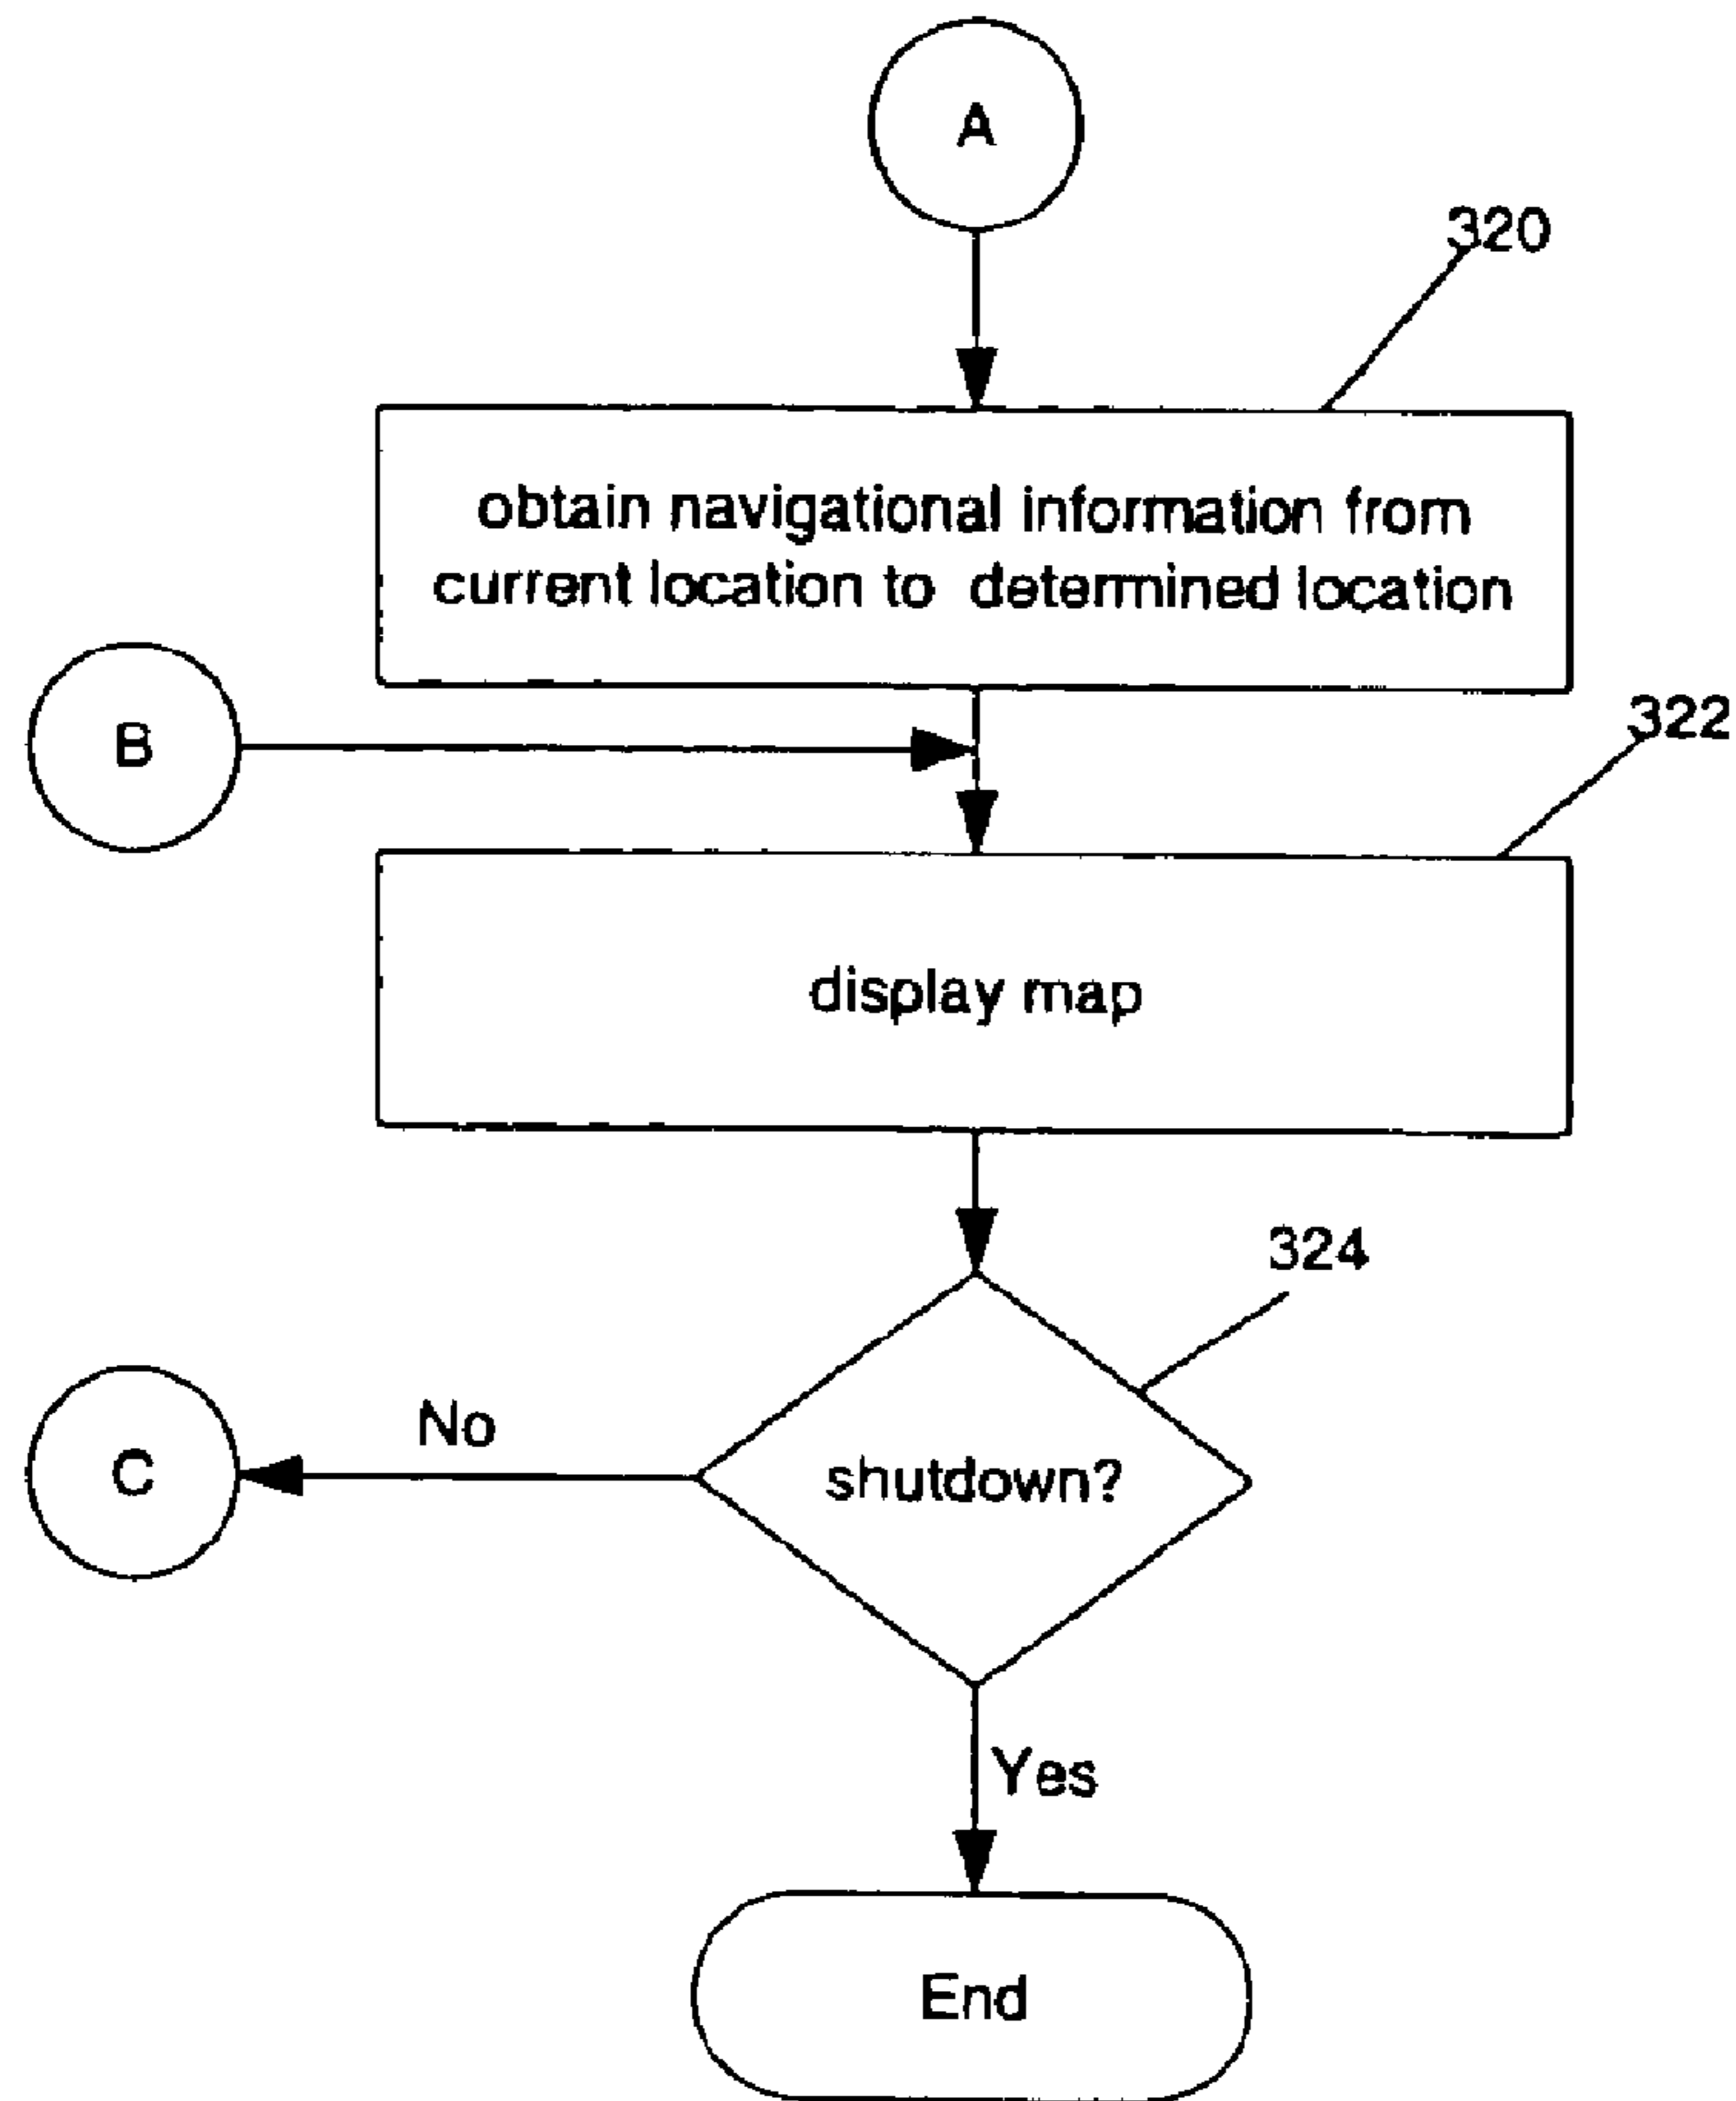 A
320
obtain navigational information from
current location to determined location
B
322
display map
324
No
C
shutdown?
Yes
End